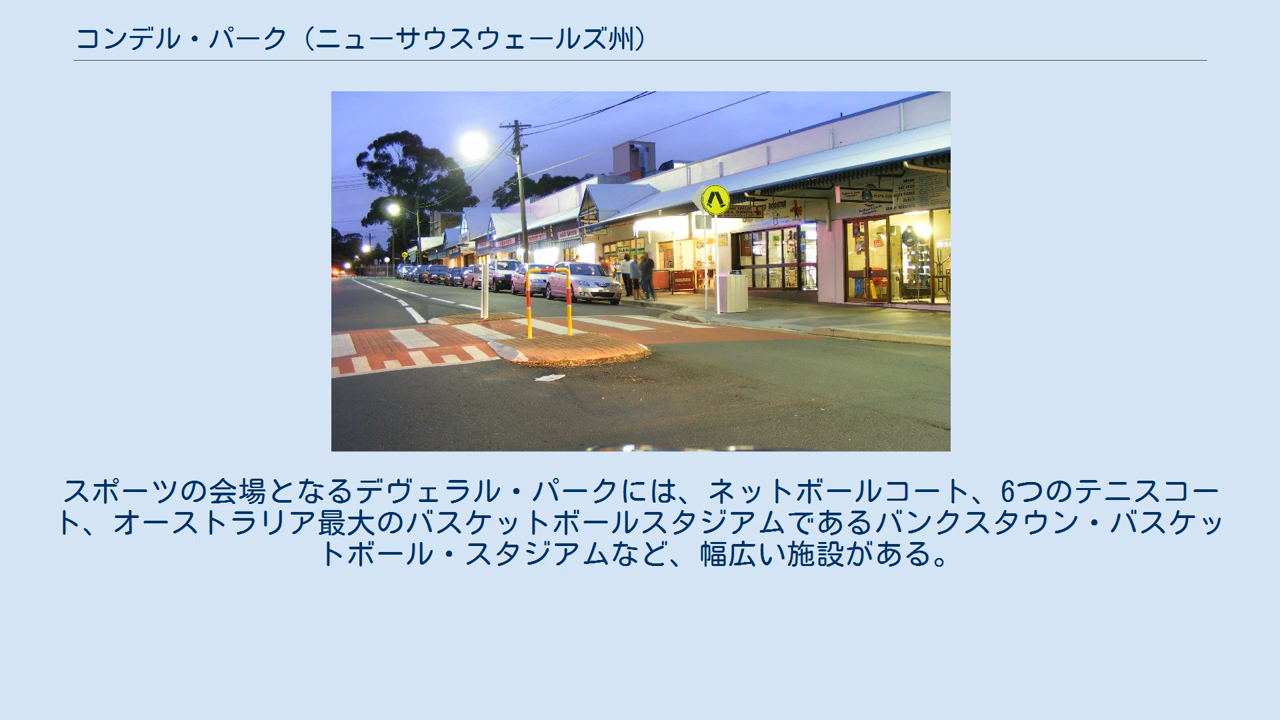 コンデル・パーク（ニューサウスウェールズ州）
スポーツの会場となるデヴェラル・パークには、ネットボールコート、6つのテニスコー
ト、オーストラリア最大のバスケットボールスタジアムであるバンクスタウン・バスケッ
トボール・スタジアムなど、幅広い施設がある。